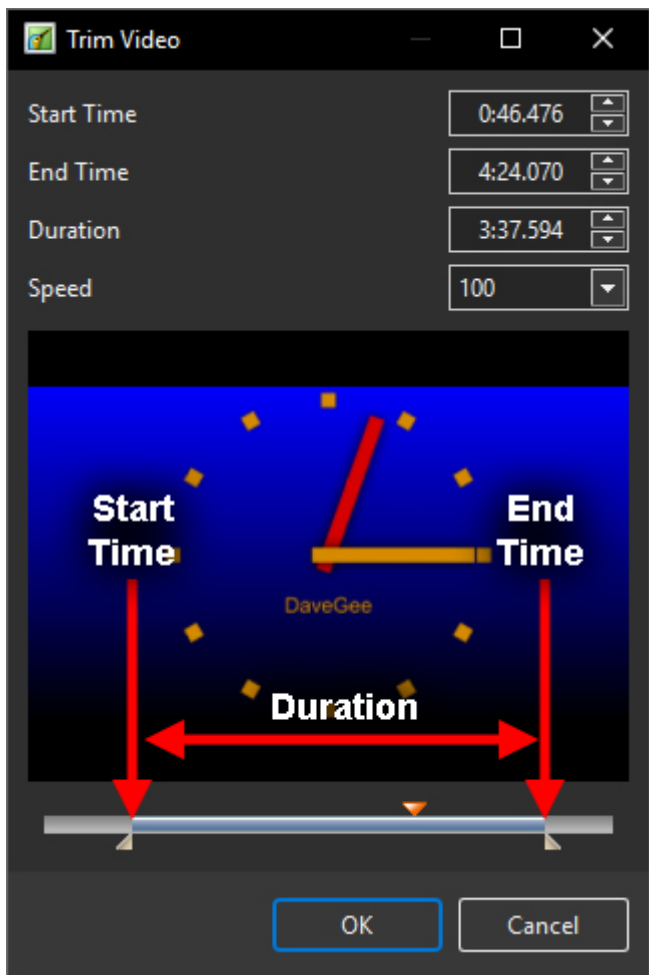 Trim Video
Start Time 0:46.476
End Time 4:24.070
Duration 3:37.594
Speed 100
Start End
Time Time
DaveGee
Duration
OK Cancel